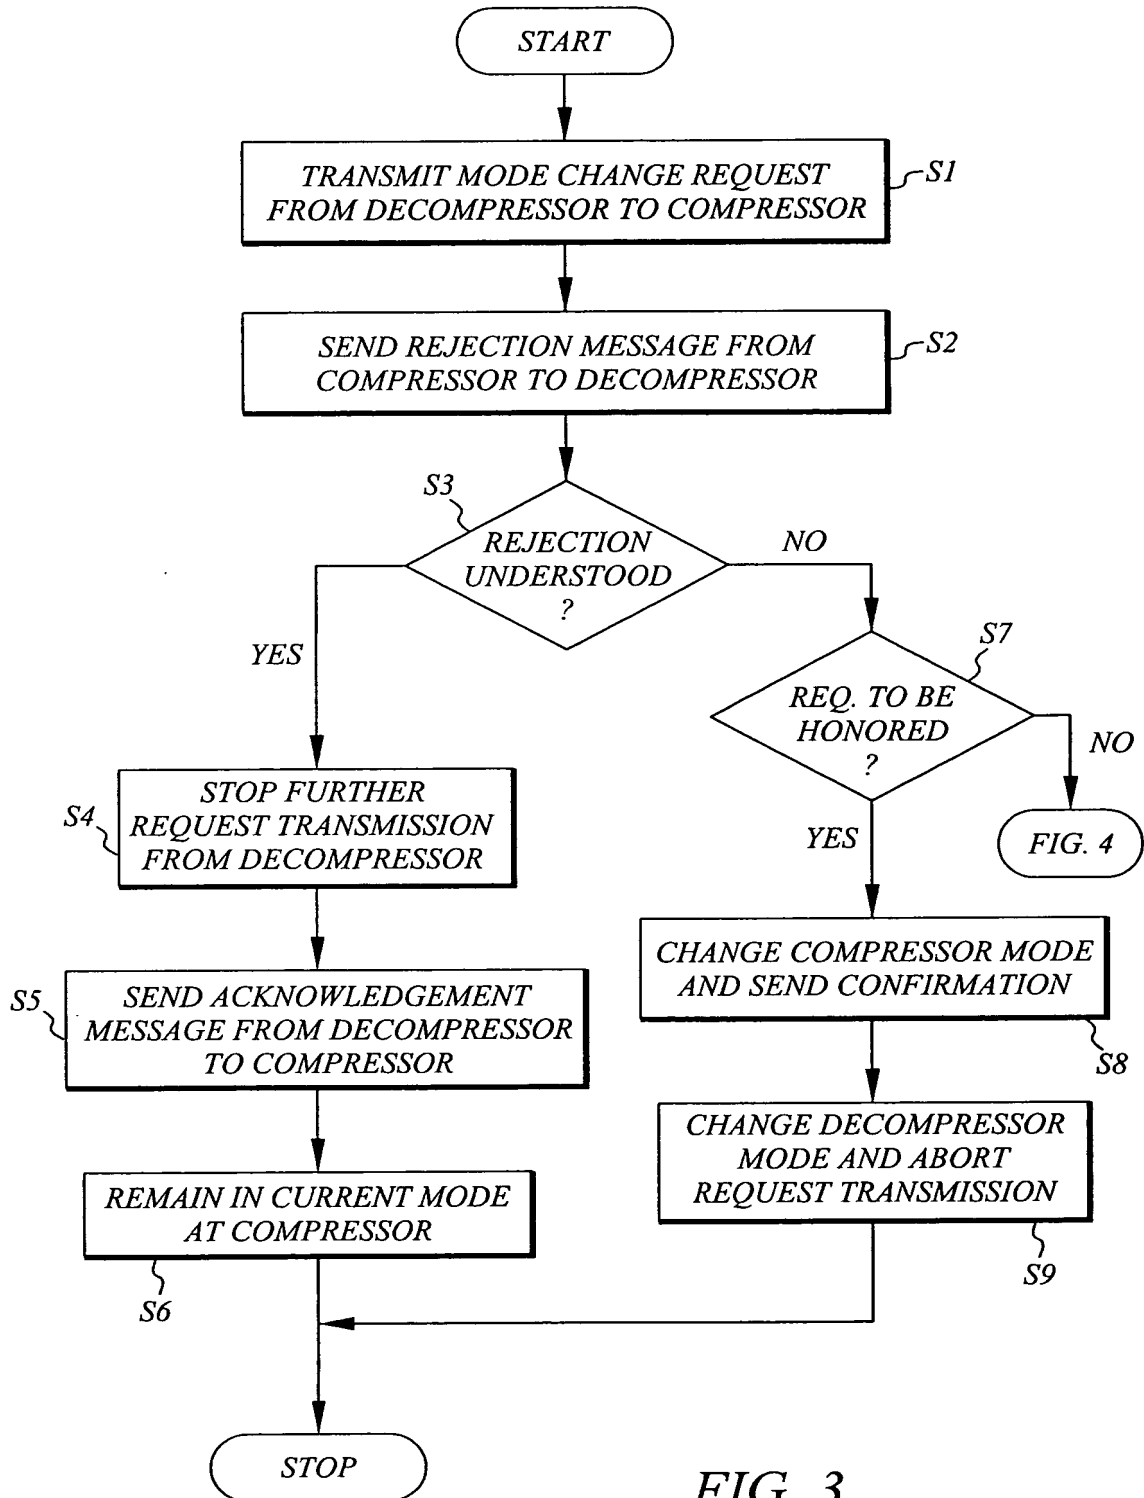 START
TRANSMIT MODE CHANGE REQUEST
FROM DECOMPRESSOR TO COMPRESSOR
S1
SEND REJECTION MESSAGE FROM
COMPRESSOR TO DECOMPRESSOR
S2
S3
REJECTION
UNDERSTOOD
?
NO
YES
S7
REQ. TO BE
HONORED
?
NO
FIG. 4
YES
S4
STOP FURTHER
REQUEST TRANSMISSION
FROM DECOMPRESSOR
S5
SEND ACKNOWLEDGEMENT
MESSAGE FROM DECOMPRESSOR
TO COMPRESSOR
REMAIN IN CURRENT MODE
AT COMPRESSOR
S6
CHANGE COMPRESSOR MODE
AND SEND CONFIRMATION
S8
CHANGE DECOMPRESSOR
MODE AND ABORT
REQUEST TRANSMISSION
S9
STOP
FIG. 3